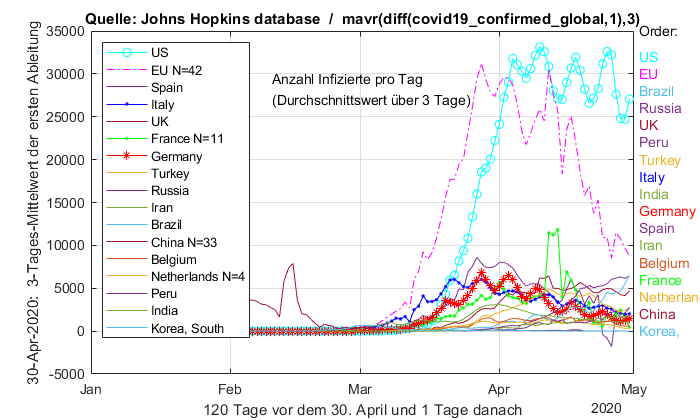 Quelle: Johns Hopkins database / mavr(diff(covid19_confirmed_global,1),3)
Order:
30-Apr-2020: 3-Tages-Mittelwert der ersten Ableitung
35000
30000
25000
20000
15000
10000
5000
0
-5000
US
EU N=42
Spain
Italy
UK
France N=11
Germany
Turkey
Russia
Iran
Brazil
China N=33
Belgium
Netherlands N=4
Peru
India
Korea, South
Anzahl Infizierte pro Tag
(Durchschnittswert über 3 Tage)
US
EU
Brazil
Russia
UK
Peru
Turkey
Italy
India
Germany
Spain
Iran
Belgium
France
Netherlan
China
Korea,
Jan
Feb
Mar
Apr
May
2020
120 Tage vor dem 30. April und 1 Tage danach